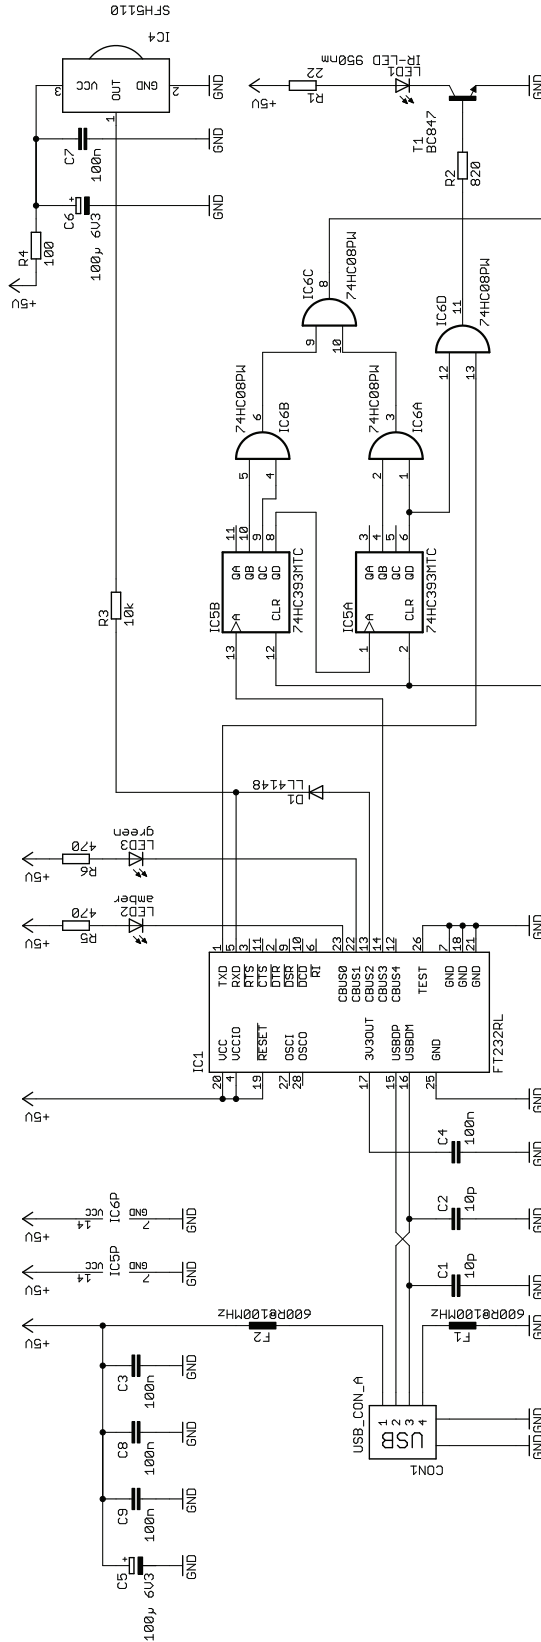 SFH5110
IC4
VCC
OUT
GND
3
1
2
GND
C7
100n
GND
C6
+
100µ 6V3
GND
R4
100
+5V
+5V
R1
22
LED1
IR-LED 950nm
T1
BC847
GND
R2
820
IC6C
74HC08PW
8
9
10
IC6D
74HC08PW
11
12
13
74HC08PW
IC6B
6
5
4
74HC08PW
IC6A
3
2
1
11
10
9
8
QA
QB
QC
QD
A
CLR
IC5B
74HC393MTC
13
12
3
4
5
6
QA
QB
QC
QD
A
CLR
IC5A
74HC393MTC
1
2
R3
10k
D1
LL4148
+5V
R6
470
LED3
green
+5V
R5
470
LED2
amber
1
5
3
11
2
9
10
6
23
22
13
14
12
26
7
18
21
GND
TXD
RXD
RTS
CTS
DTR
DSR
DCD
RI
CBUS0
CBUS1
CBUS2
CBUS3
CBUS4
TEST
GND
GND
GND
IC1
VCC
VCCIO
RESET
OSCI
OSCO
3V3OUT
USBDP
USBDM
GND
FT232RL
20
4
19
27
28
17
15
16
25
+5V
GND
C4
100n
GND
+5V
14
VCC
IC6P
GND
7
GND
C2
10p
GND
+5V
14
VCC
IC5P
GND
7
GND
C1
10p
GND
+5V
F2
600R@100MHz
F1
600R@100MHz
GND
C3
100n
GND
USB_CON_A
1
2
3
4
USB
CON1
GND
GND
C8
100n
GND
C9
100n
GND
C5
+
100µ 6V3
GND